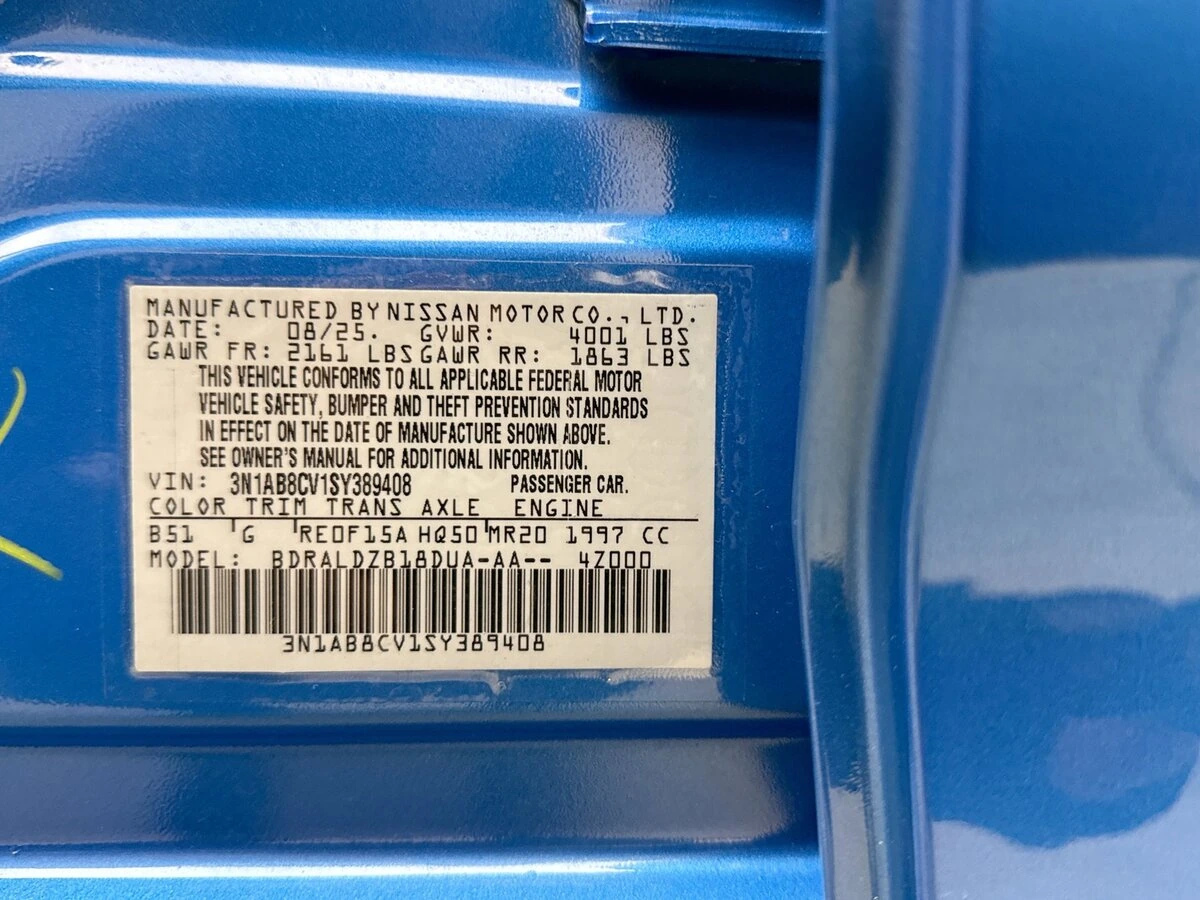 MANUFACTURED BY NISSAN MOTOR CO., LTD.
DATE: 08/25. GVWR: 4001 LBS
GAWR FR: 2161 LBS GAWR RR: 1863 LBS
THIS VEHICLE CONFORMS TO ALL APPLICABLE FEDERAL MOTOR
VEHICLE SAFETY, BUMPER AND THEFT PREVENTION STANDARDS
IN EFFECT ON THE DATE OF MANUFACTURE SHOWN ABOVE.
SEE OWNER'S MANUAL FOR ADDITIONAL INFORMATION.
VIN: 3N1AB8CV1SY389408 PASSENGER CAR.
COLOR TRIM TRANS AXLE ENGINE
B51 G RE0F15A HQ50 MR20 1997 CC
MODEL: BDRALDZB18DUA-AA-- 4Z000
3N1AB8CV1SY389408